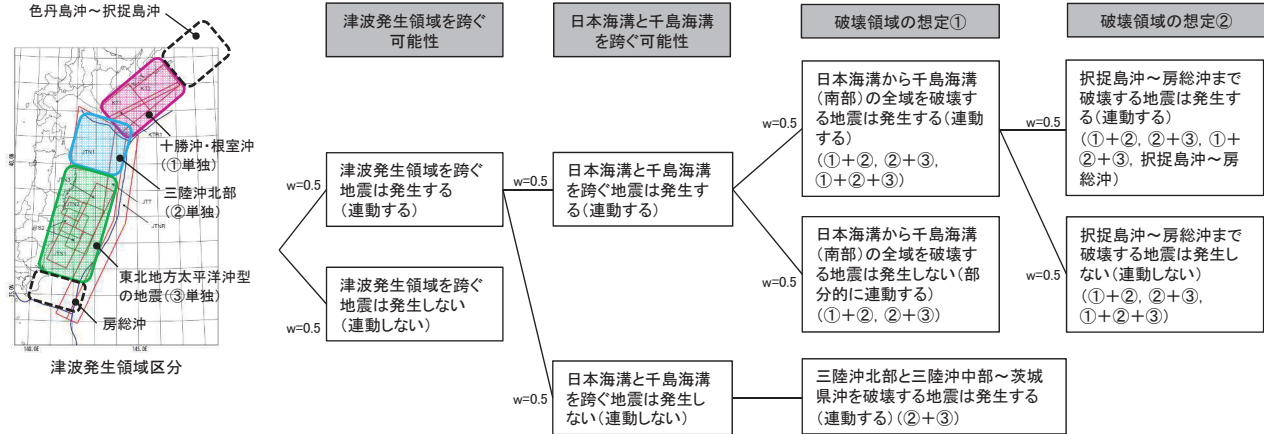 色丹島沖～択捉島沖
十勝沖・根室沖
(①単独)
三陸沖北部
(②単独)
東北地方太平洋沖型
の地震(③単独)
房総沖
JTN1
JTT
JTNR
140.0E
145.0E
40.0N
35.0N
津波発生領域区分
津波発生領域を跨ぐ
可能性
w=0.5
津波発生領域を跨ぐ
地震は発生する
(連動する)
w=0.5
津波発生領域を跨ぐ
地震は発生しない
(連動しない)
日本海溝と千島海溝
を跨ぐ可能性
w=0.5
日本海溝と千島海溝
を跨ぐ地震は発生す
る(連動する)
w=0.5
日本海溝と千島海溝
を跨ぐ地震は発生し
ない(連動しない)
破壊領域の想定①
w=0.5
日本海溝から千島海溝
(南部)の全域を破壊す
る地震は発生する(連動
する)
(①+②, ②+③,
①+②+③)
w=0.5
日本海溝から千島海溝
(南部)の全域を破壊す
る地震は発生しない(部
分的に連動する)
(①+②, ②+③)
三陸沖北部と三陸沖中部～茨城
県沖を破壊する地震は発生する
(連動する)(②+③)
破壊領域の想定②
w=0.5
択捉島沖～房総沖まで
破壊する地震は発生す
る(連動する)
(①+②, ②+③, ①+
②+③, 択捉島沖～房
総沖)
w=0.5
択捉島沖～房総沖まで
破壊する地震は発生し
ない(連動しない)
(①+②, ②+③,
①+②+③)